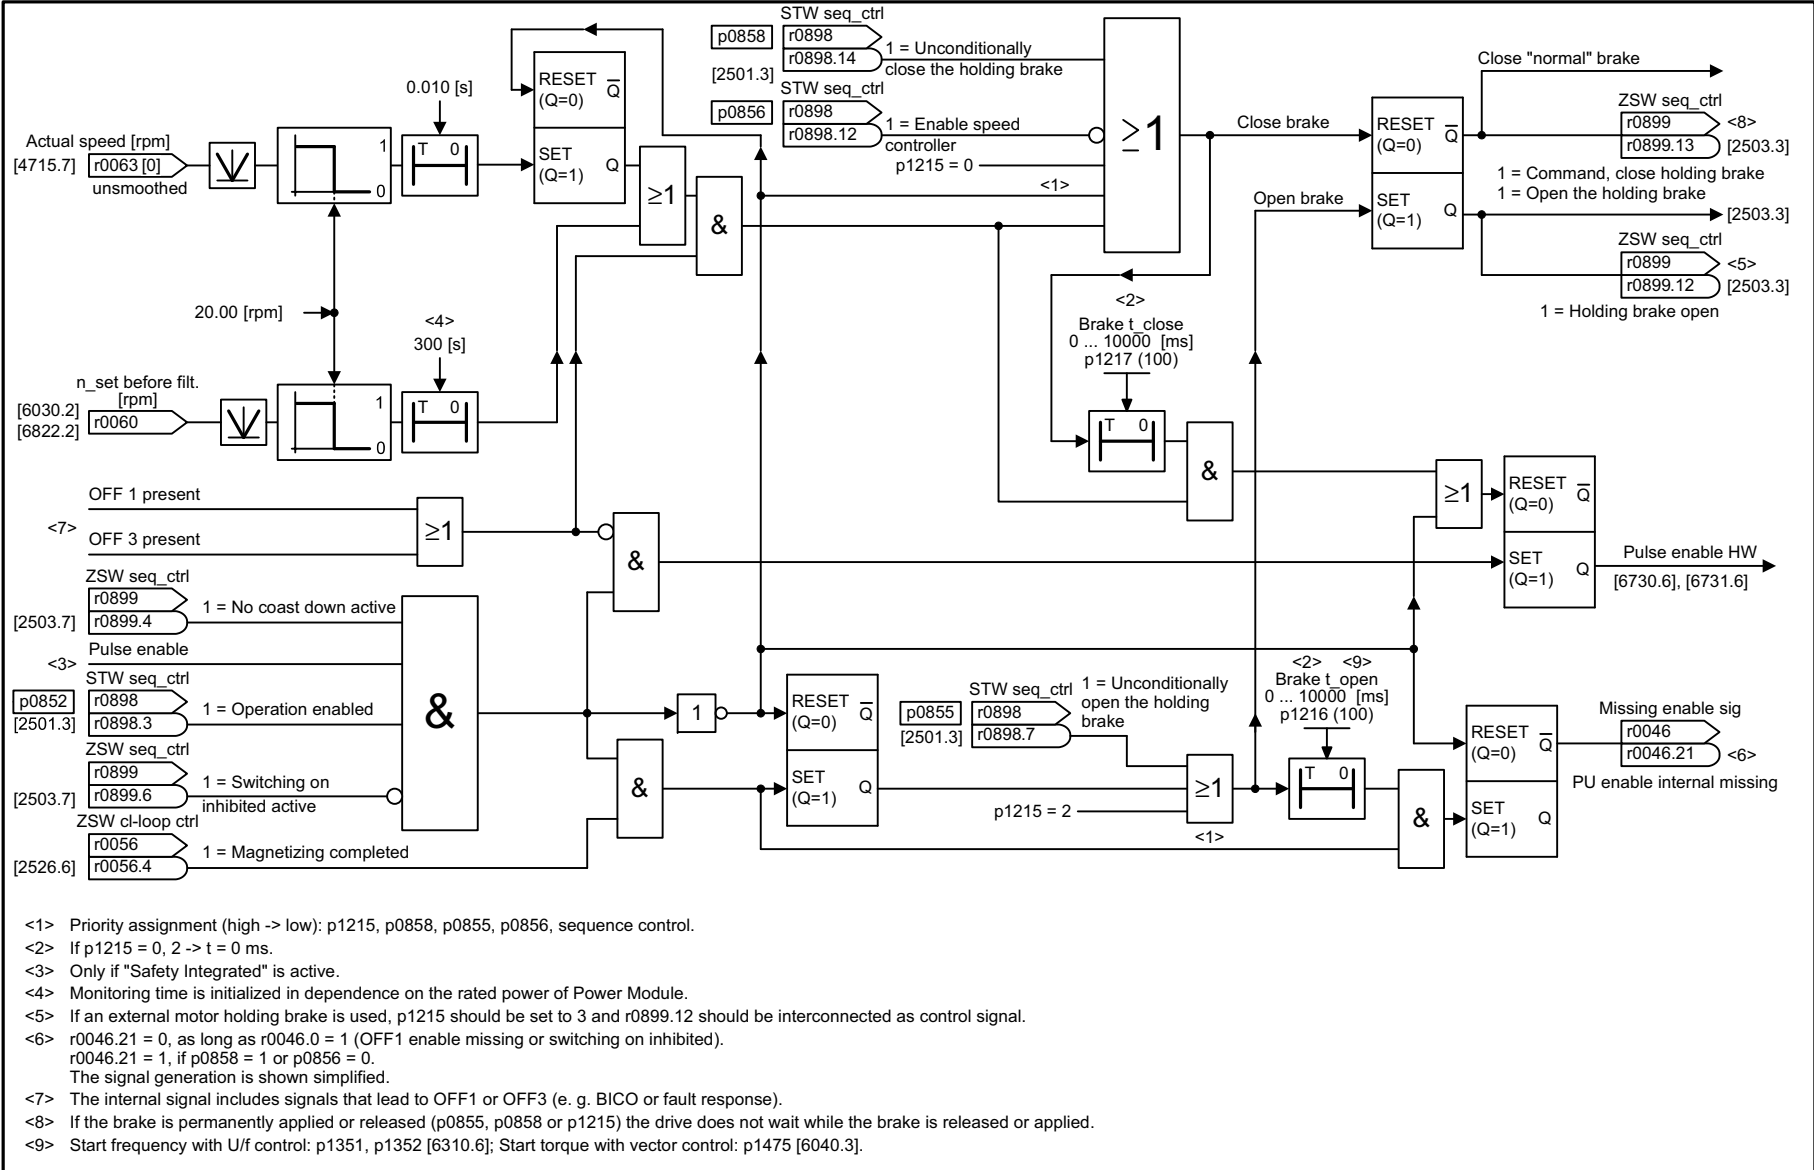 STW seq_ctrl
p0858
r0898
r0898.14
1 = Unconditionally
close the holding brake
[2501.3]
STW seq_ctrl
p0856
r0898
r0898.12
1 = Enable speed
controller
p1215 = 0
<1>
≥1
RESET
(Q=0)
Q
SET
(Q=1)
Q
0.010 [s]
Actual speed [rpm]
[4715.7]
r0063 [0]
unsmoothed
1
0
T 0
≥1
&
Close brake
Open brake
RESET
(Q=0)
Q
SET
(Q=1)
Q
Close "normal" brake
ZSW seq_ctrl
r0899
<8>
r0899.13
[2503.3]
1 = Command, close holding brake
1 = Open the holding brake
[2503.3]
ZSW seq_ctrl
r0899
<5>
r0899.12
[2503.3]
1 = Holding brake open
20.00 [rpm]
<4>
300 [s]
n_set before filt.
[rpm]
[6030.2]
[6822.2]
r0060
1
0
T 0
<2>
Brake t_close
0 ... 10000 [ms]
p1217 (100)
T 0
&
≥1
RESET
(Q=0)
Q
SET
(Q=1)
Q
Pulse enable HW
[6730.6], [6731.6]
OFF 1 present
<7>
OFF 3 present
≥1
&
ZSW seq_ctrl
r0899
[2503.7]
r0899.4
1 = No coast down active
Pulse enable
<3>
STW seq_ctrl
p0852
r0898
[2501.3]
r0898.3
1 = Operation enabled
ZSW seq_ctrl
r0899
[2503.7]
r0899.6
1 = Switching on
inhibited active
ZSW cl-loop ctrl
r0056
[2526.6]
r0056.4
1 = Magnetizing completed
&
1
&
RESET
(Q=0)
Q
SET
(Q=1)
Q
STW seq_ctrl
p0855
r0898
[2501.3]
r0898.7
1 = Unconditionally
open the holding
brake
p1215 = 2
≥1
<1>
<2> <9>
Brake t_open
0 ... 10000 [ms]
p1216 (100)
T 0
&
RESET
(Q=0)
Q
SET
(Q=1)
Q
Missing enable sig
r0046
r0046.21
<6>
PU enable internal missing
<1> Priority assignment (high -> low): p1215, p0858, p0855, p0856, sequence control.
<2> If p1215 = 0, 2 -> t = 0 ms.
<3> Only if "Safety Integrated" is active.
<4> Monitoring time is initialized in dependence on the rated power of Power Module.
<5> If an external motor holding brake is used, p1215 should be set to 3 and r0899.12 should be interconnected as control signal.
<6> r0046.21 = 0, as long as r0046.0 = 1 (OFF1 enable missing or switching on inhibited).
r0046.21 = 1, if p0858 = 1 or p0856 = 0.
The signal generation is shown simplified.
<7> The internal signal includes signals that lead to OFF1 or OFF3 (e. g. BICO or fault response).
<8> If the brake is permanently applied or released (p0855, p0858 or p1215) the drive does not wait while the brake is released or applied.
<9> Start frequency with U/f control: p1351, p1352 [6310.6]; Start torque with vector control: p1475 [6040.3].